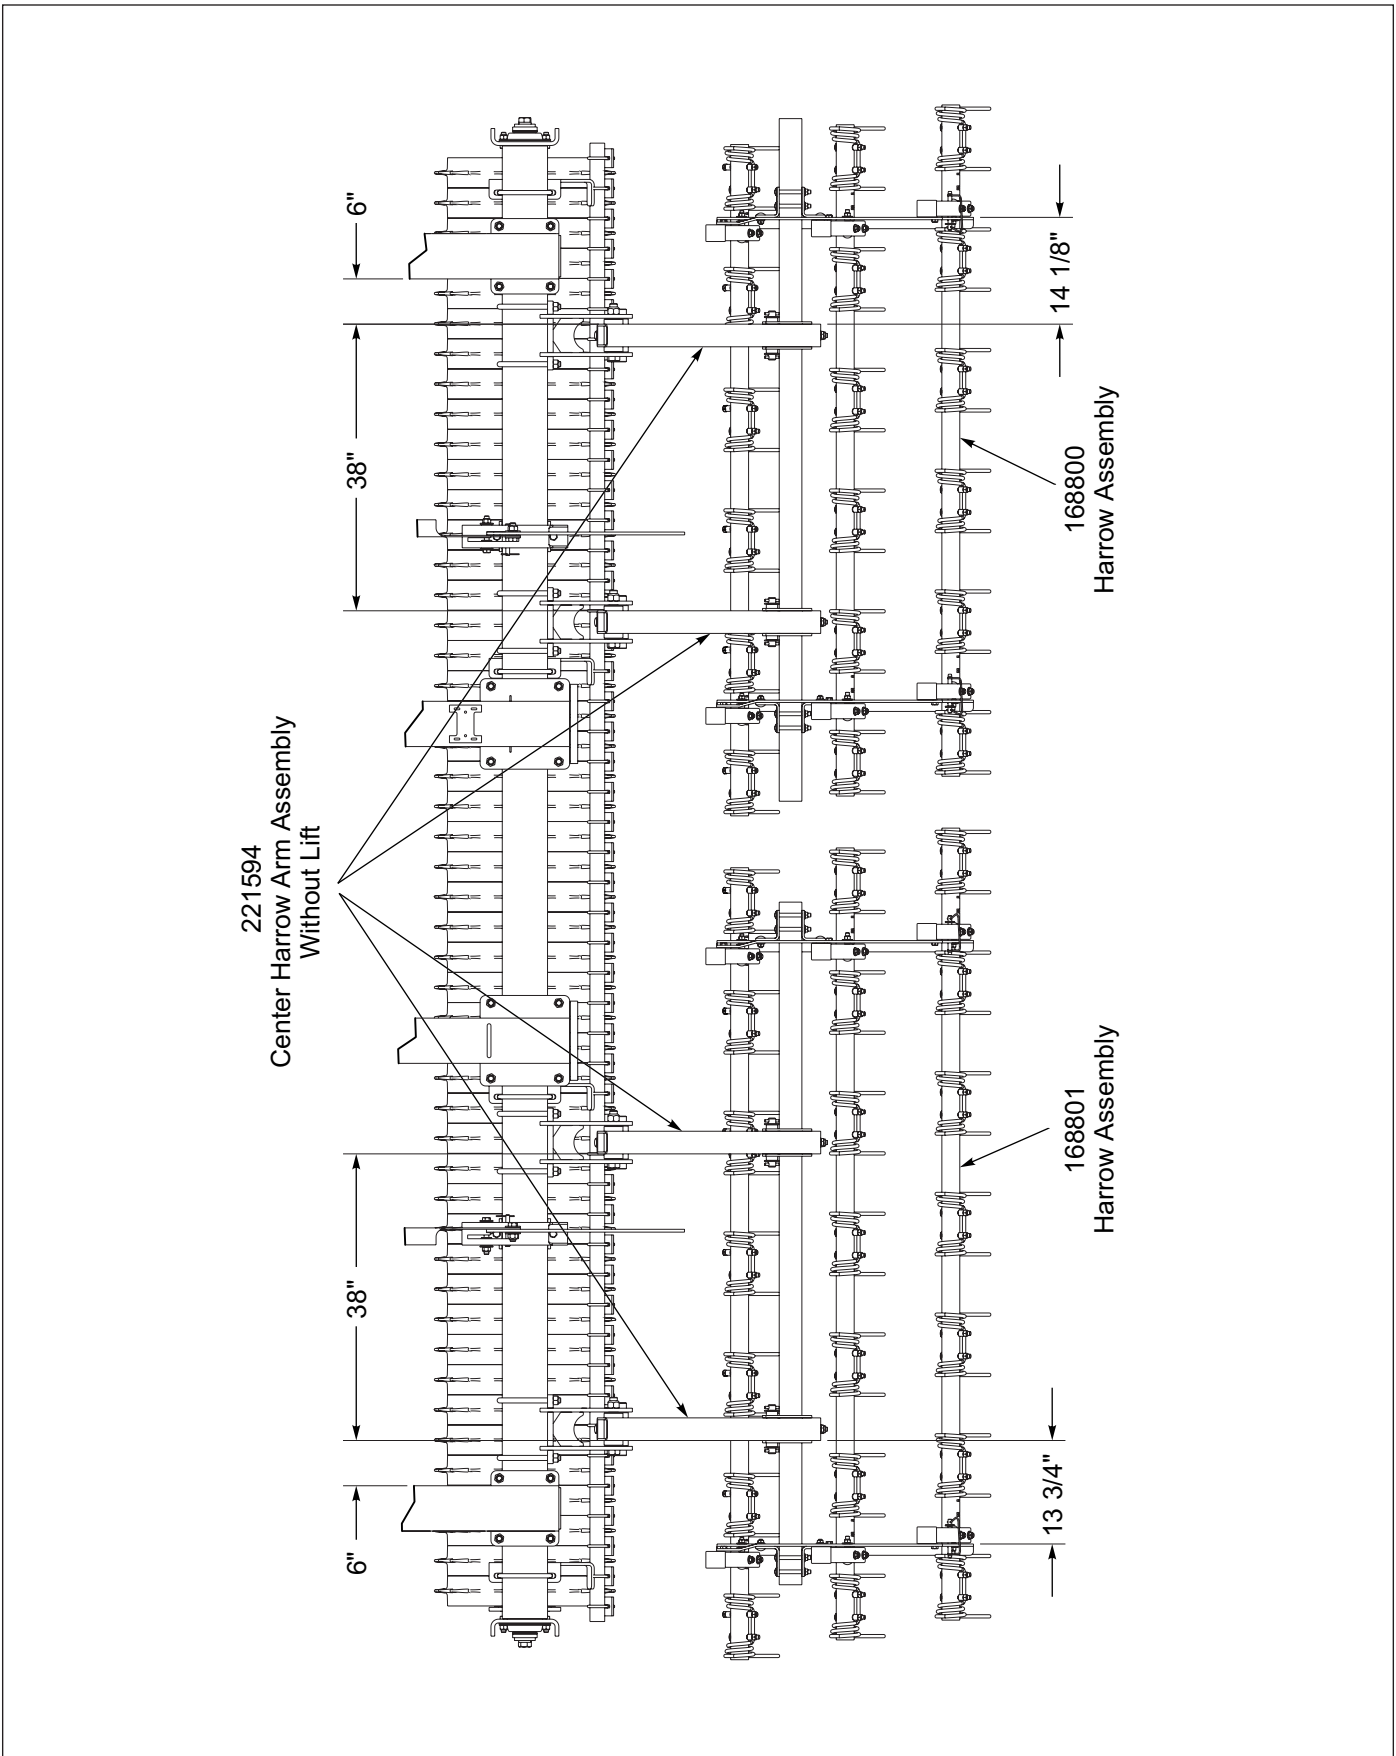 221594
Center Harrow Arm Assembly
Without Lift
6"
38"
38"
6"
13 3/4"
14 1/8"
168801
Harrow Assembly
168800
Harrow Assembly